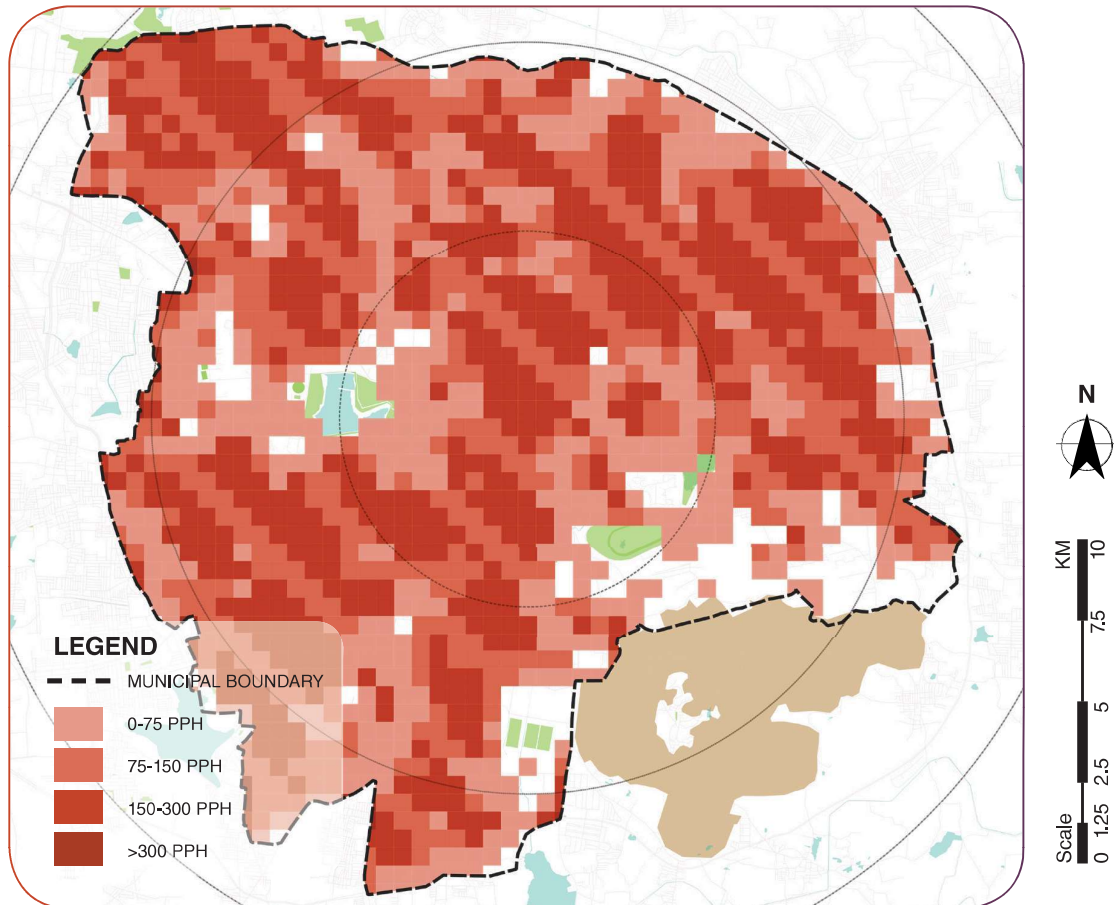 LEGEND
MUNICIPAL BOUNDARY
0-75 PPH
75-150 PPH
150-300 PPH
>300 PPH
N
KM
10
7.5
5
2.5
1.25
0
Scale